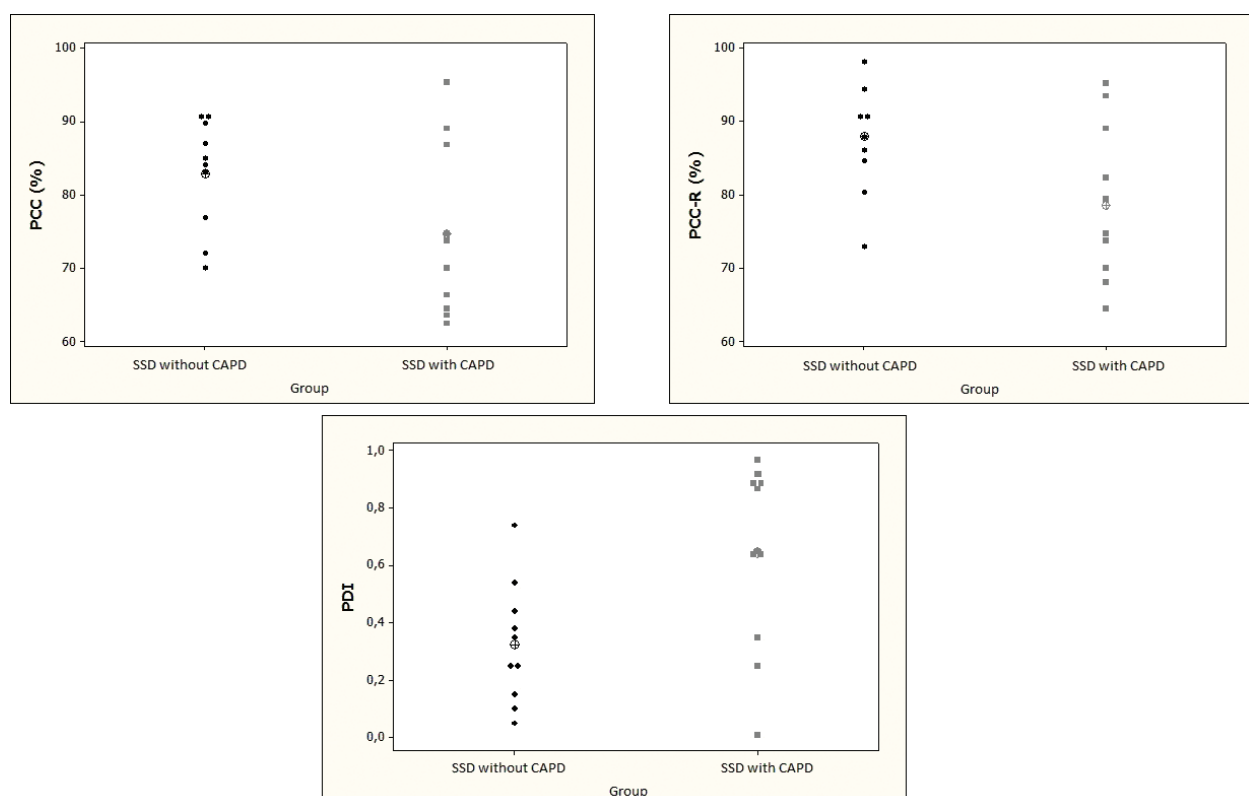 PCC (%)
100
90
80
70
60
SSD without CAPD SSD with CAPD
Group
PCC-R (%)
100
90
80
70
60
SSD without CAPD SSD with CAPD
Group
PDI
1,0
0,8
0,6
0,4
0,2
0,0
SSD without CAPD SSD with CAPD
Group